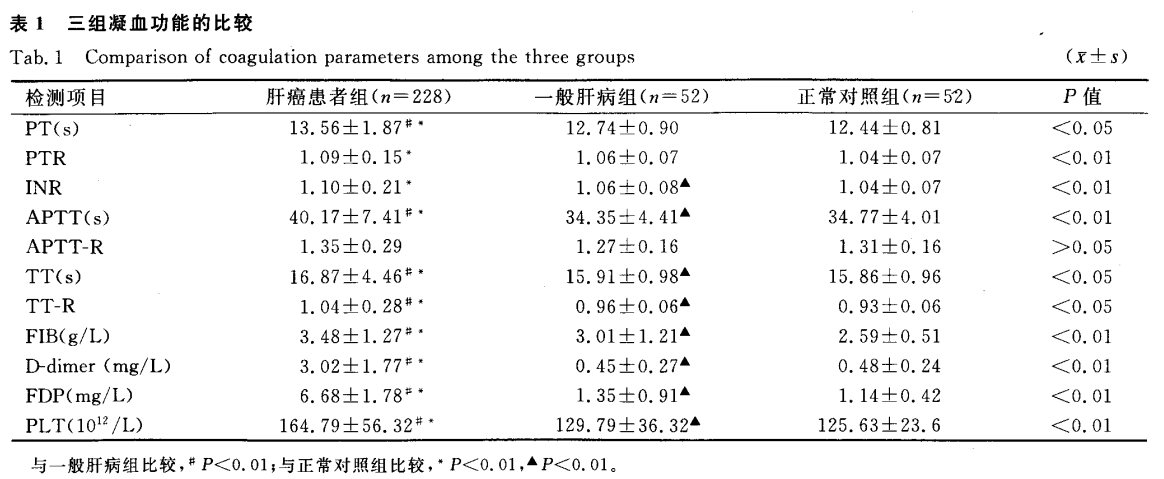 表 1 三组凝血功能的比较
Tab. 1 Comparison of coagulation parameters among the three groups (x̄±s)
检测项目 肝癌患者组(n=228) 一般肝病组(n=52) 正常对照组(n=52) P 值
PT(s) 13.56±1.87#* 12.74±0.90 12.44±0.81 <0.05
PTR 1.09±0.15* 1.06±0.07 1.04±0.07 <0.01
INR 1.10±0.21* 1.06±0.08▲ 1.04±0.07 <0.01
APTT(s) 40.17±7.41#* 34.35±4.41▲ 34.77±4.01 <0.01
APTT-R 1.35±0.29 1.27±0.16 1.31±0.16 >0.05
TT(s) 16.87±4.46#* 15.91±0.98▲ 15.86±0.96 <0.05
TT-R 1.04±0.28#* 0.96±0.06▲ 0.93±0.06 <0.05
FIB(g/L) 3.48±1.27#* 3.01±1.21▲ 2.59±0.51 <0.01
D-dimer (mg/L) 3.02±1.77#* 0.45±0.27▲ 0.48±0.24 <0.01
FDP(mg/L) 6.68±1.78#* 1.35±0.91▲ 1.14±0.42 <0.01
PLT(10¹²/L) 164.79±56.32#* 129.79±36.32▲ 125.63±23.6 <0.01
与一般肝病组比较,# P<0.01;与正常对照组比较,* P<0.01,▲P<0.01。